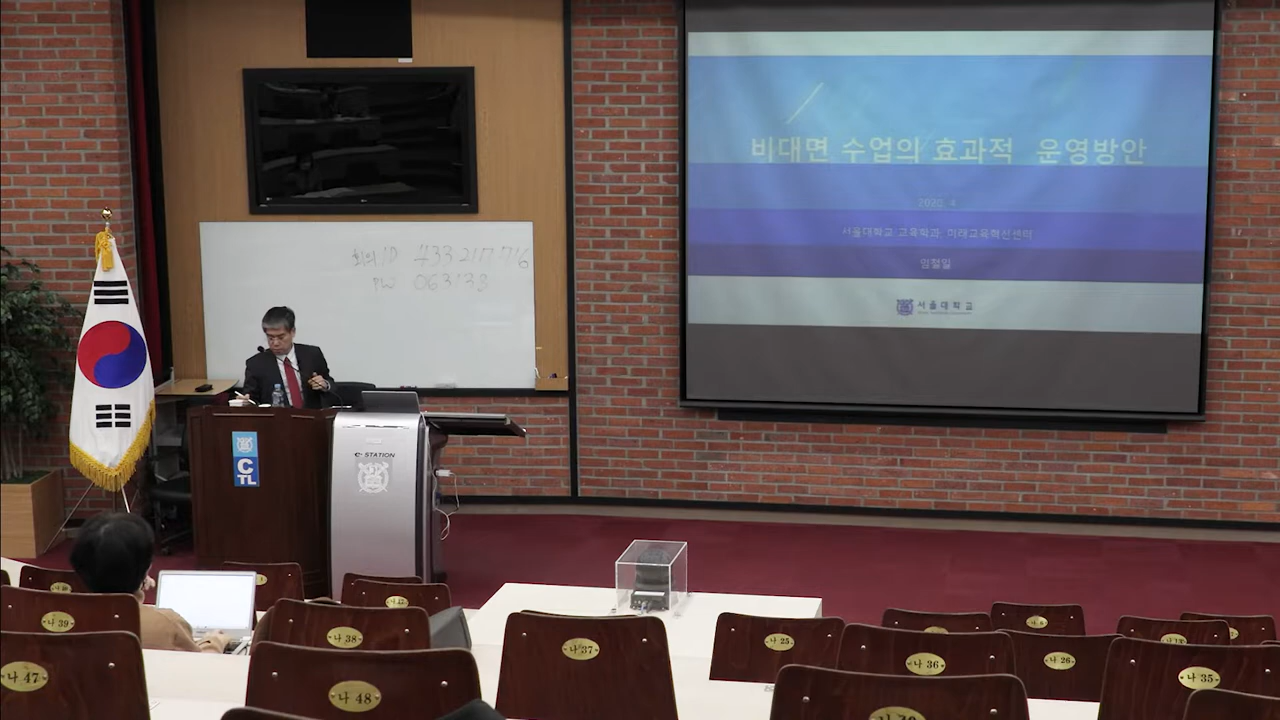 회의 ID 433 217 716
PW 063133
비대면 수업의 효과적 운영방안
2020. 4.
서울대학교 교육학과, 미래교육혁신센터
임철일
서울대학교
CTL
e-STATION
나 39
나 38
나 37
나 25
나 36
나 26
나 35
나 47
나 48